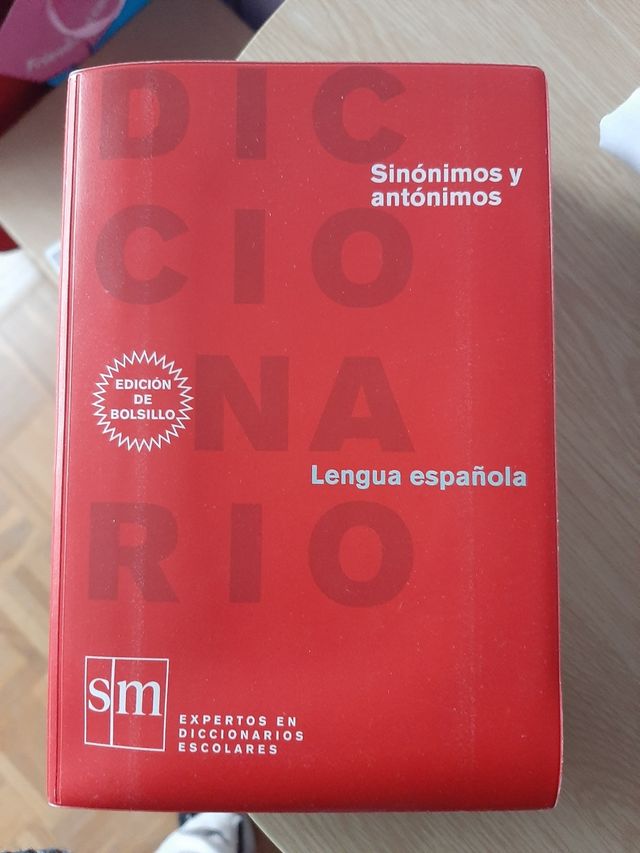 DIC
CIO
NA
RIO
Sinónimos y
antónimos
EDICIÓN
DE
BOLSILLO
Lengua española
sm
EXPERTOS EN
DICCIONARIOS
ESCOLARES